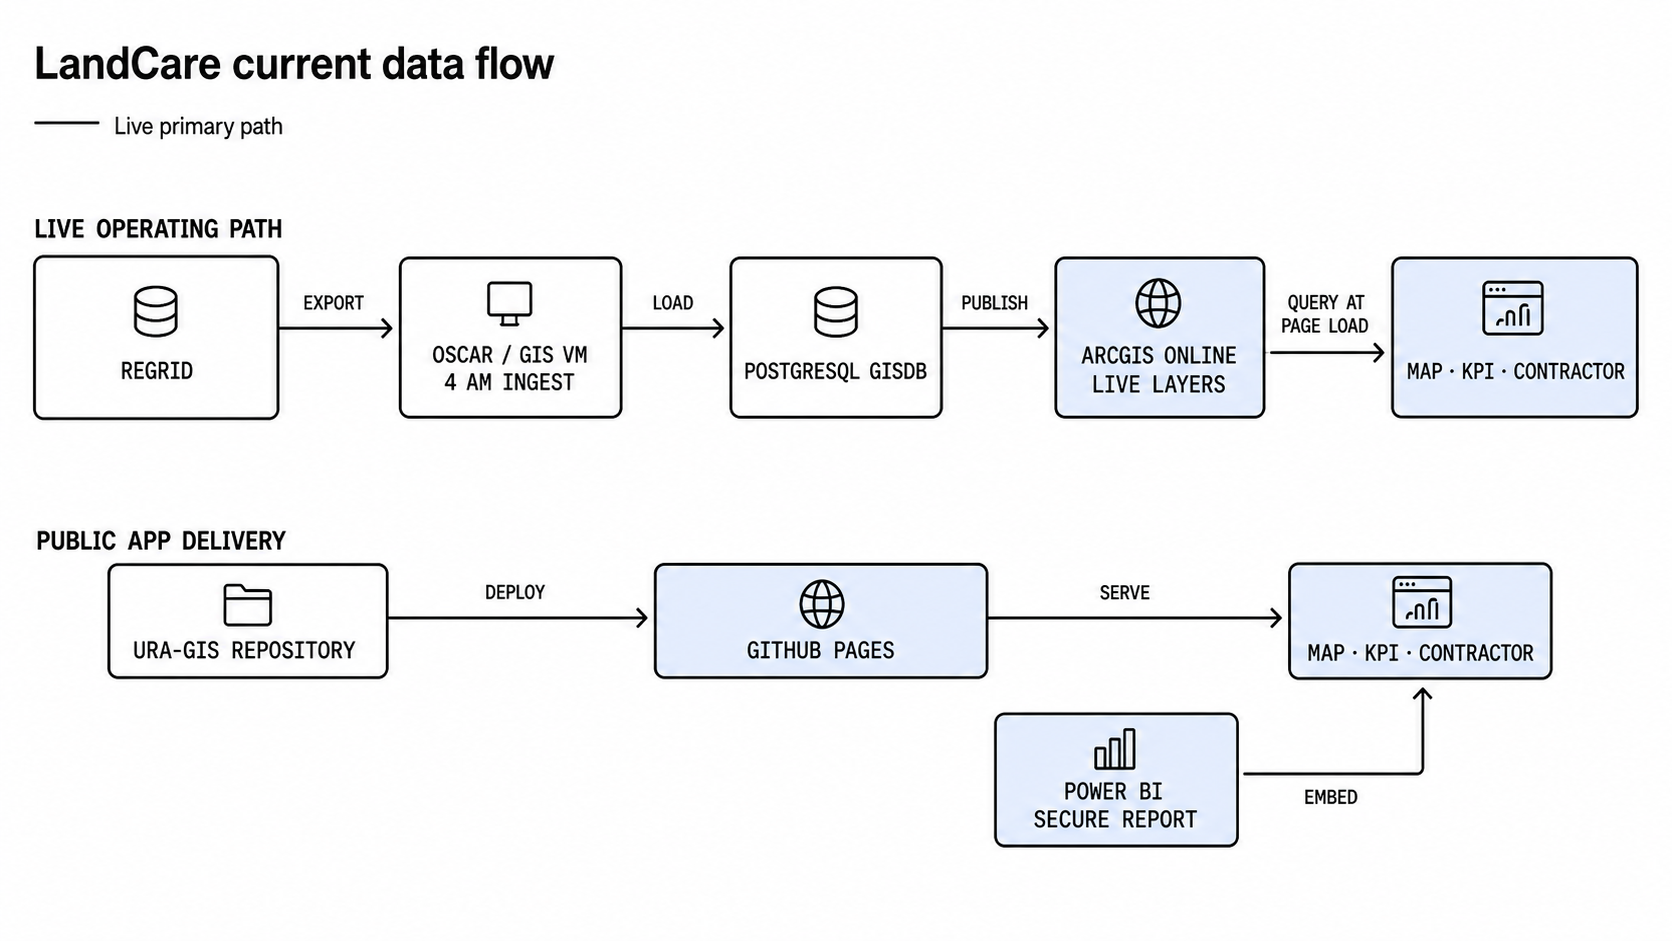 LandCare current data flow
Live primary path
LIVE OPERATING PATH
REGRID
EXPORT
OSCAR / GIS VM
4 AM INGEST
LOAD
POSTGRESQL GISDB
PUBLISH
ARCGIS ONLINE
LIVE LAYERS
QUERY AT
PAGE LOAD
MAP · KPI · CONTRACTOR
PUBLIC APP DELIVERY
URA-GIS REPOSITORY
DEPLOY
GITHUB PAGES
SERVE
MAP · KPI · CONTRACTOR
POWER BI
SECURE REPORT
EMBED